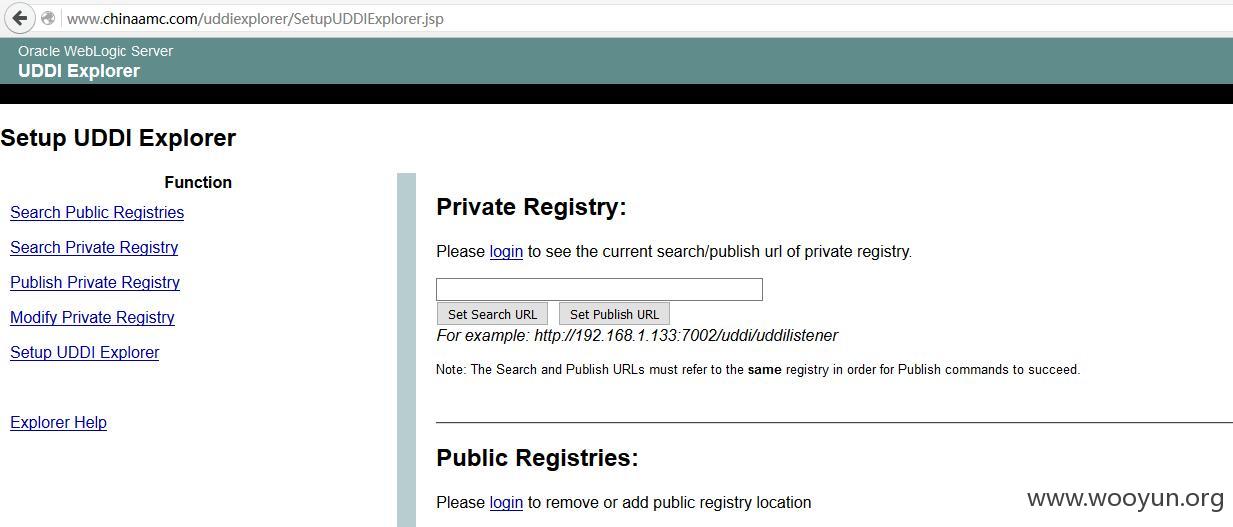 www.chinaamc.com/uddiexplorer/SetupUDDIExplorer.jsp
Oracle WebLogic Server
UDDI Explorer
Setup UDDI Explorer
Function
Search Public Registries
Search Private Registry
Publish Private Registry
Modify Private Registry
Setup UDDI Explorer
Explorer Help
Private Registry:
Please login to see the current search/publish url of private registry.
Set Search URL Set Publish URL
For example: http://192.168.1.133:7002/uddi/uddilistener
Note: The Search and Publish URLs must refer to the same registry in order for Publish commands to succeed.
Public Registries:
Please login to remove or add public registry location
www.wooyun.org